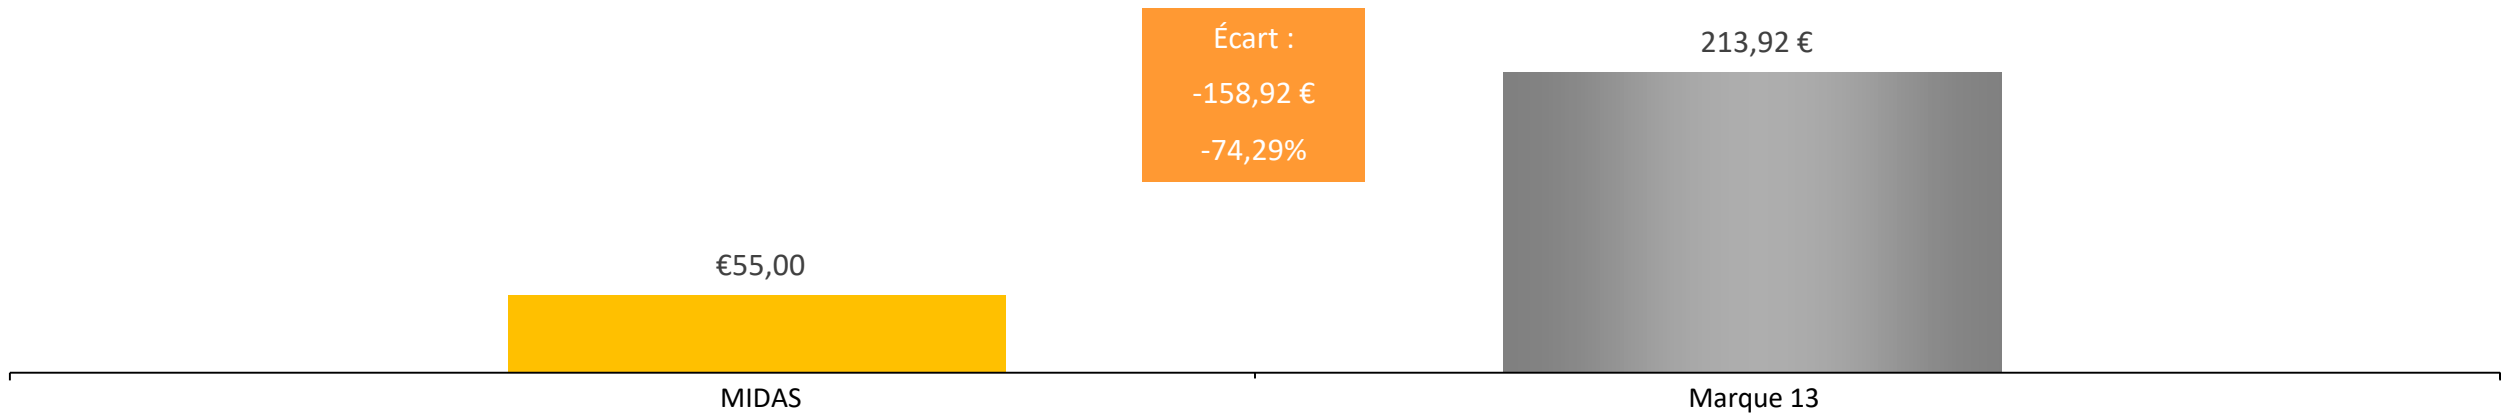 Écart :
-158,92 €
-74,29%
213,92 €
€55,00
MIDAS
Marque 13